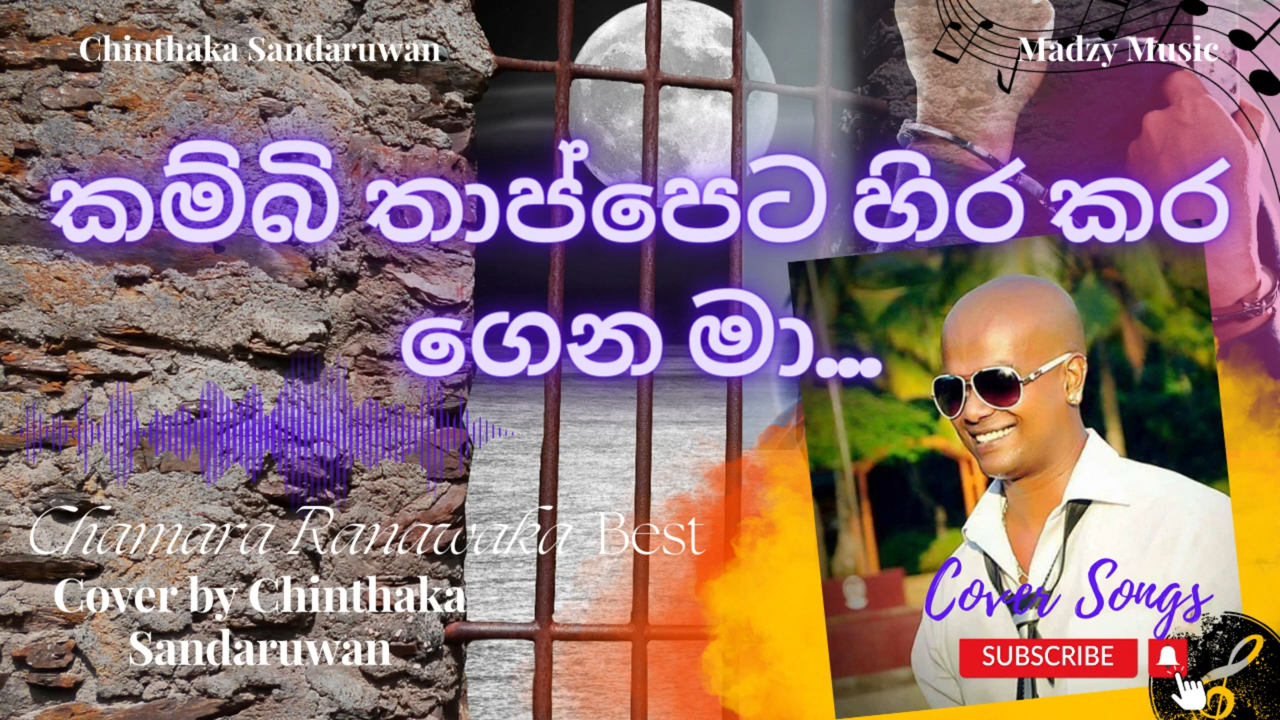 Chinthaka Sandaruwan
Madzy Music
කම්බි තාප්පෙට හිර කර
ගෙන මා...
Chamara Ranawaka Best
Cover by Chinthaka
Sandaruwan
Cover Songs
SUBSCRIBE